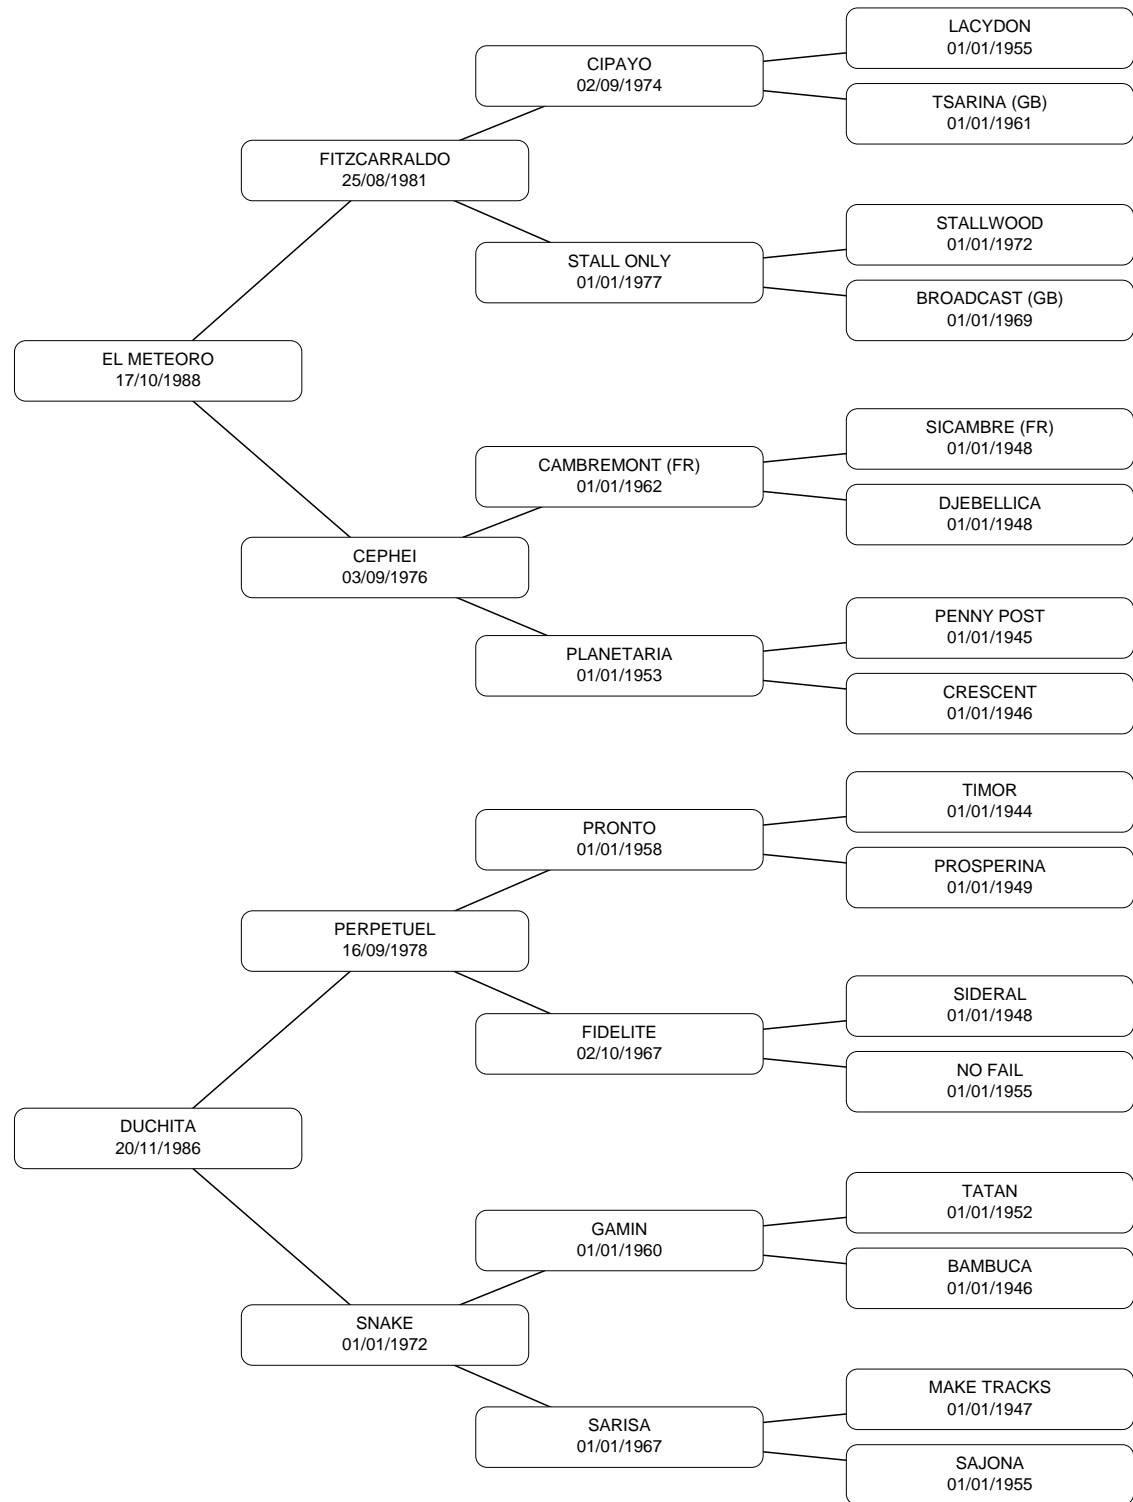 LACYDON
01/01/1955
CIPAYO
02/09/1974
TSARINA (GB)
01/01/1961
FITZCARRALDO
25/08/1981
STALLWOOD
01/01/1972
STALL ONLY
01/01/1977
BROADCAST (GB)
01/01/1969
EL METEORO
17/10/1988
SICAMBRE (FR)
01/01/1948
CAMBREMONT (FR)
01/01/1962
DJEBELLICA
01/01/1948
CEPHEI
03/09/1976
PENNY POST
01/01/1945
PLANETARIA
01/01/1953
CRESCENT
01/01/1946
TIMOR
01/01/1944
PRONTO
01/01/1958
PROSPERINA
01/01/1949
PERPETUEL
16/09/1978
SIDERAL
01/01/1948
FIDELITE
02/10/1967
NO FAIL
01/01/1955
DUCHITA
20/11/1986
TATAN
01/01/1952
GAMIN
01/01/1960
BAMBUCA
01/01/1946
SNAKE
01/01/1972
MAKE TRACKS
01/01/1947
SARISA
01/01/1967
SAJONA
01/01/1955